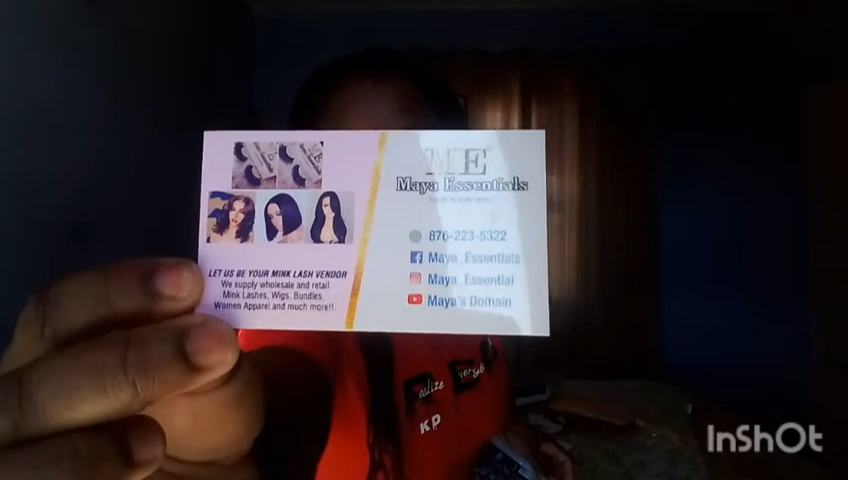 LET US BE YOUR MINK LASH VENDOR
We supply wholesale and retail
Mink Lashes, Wigs, Bundles,
Women Apparel and much more!!.
ME
Maya Essentials
876-223-5322
Maya_Essentials
Maya_Essential
Maya's Domain
KP
InShOt